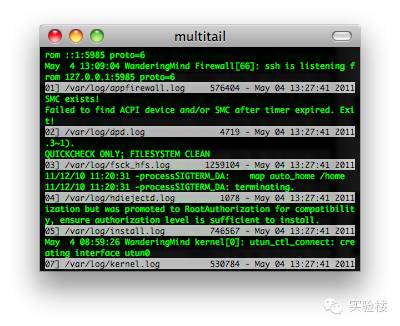 multitail
rom ::1:5985 proto=6
May  4 13:09:04 WanderingMind Firewall[66]: ssh is listening f
rom 127.0.0.1:5985 proto=6
01] /var/log/appfirewall.log 576404 - May 04 13:27:41 2011
SMC exists!
Failed to find ACPI device and/or SMC after timer expired. Exi
t!
02] /var/log/dpd.log 4719 - May 04 13:27:41 2011
.3~1).
QUICKCHECK ONLY; FILESYSTEM CLEAN
03] /var/log/fsck_hfs.log 1259104 - May 04 13:27:41 2011
11/12/10 11:20:31 -processSIGTERM_DA:    map auto_home /home
11/12/10 11:20:31 -processSIGTERM_DA: terminating.
04] /var/log/ndiejectd.log 1078 - May 04 13:27:41 2011
ization but was promoted to RootAuthorization for compatibilit
y, ensure authorization level is sufficient to install.
05] /var/log/install.log 746567 - May 04 13:27:41 2011
May  4 08:59:26 WanderingMind kernel[0]: utun_ctl_connect: cre
ating interface utun0
07] /var/log/kernel.log 530784 - May 04 13:27:41 2011
实验楼